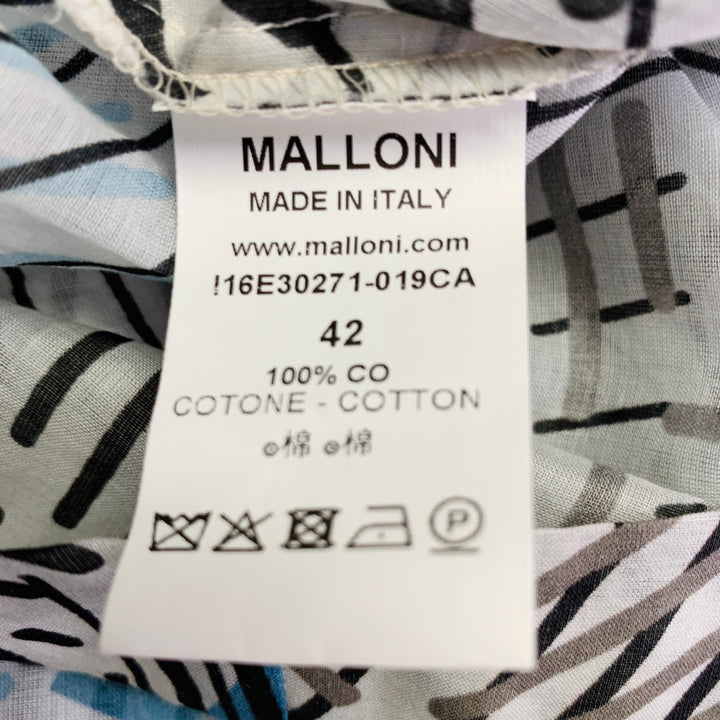 MALLONI
MADE IN ITALY
www.malloni.com
!16E30271-019CA
42
100% CO
COTONE - COTTON
棉 棉
P